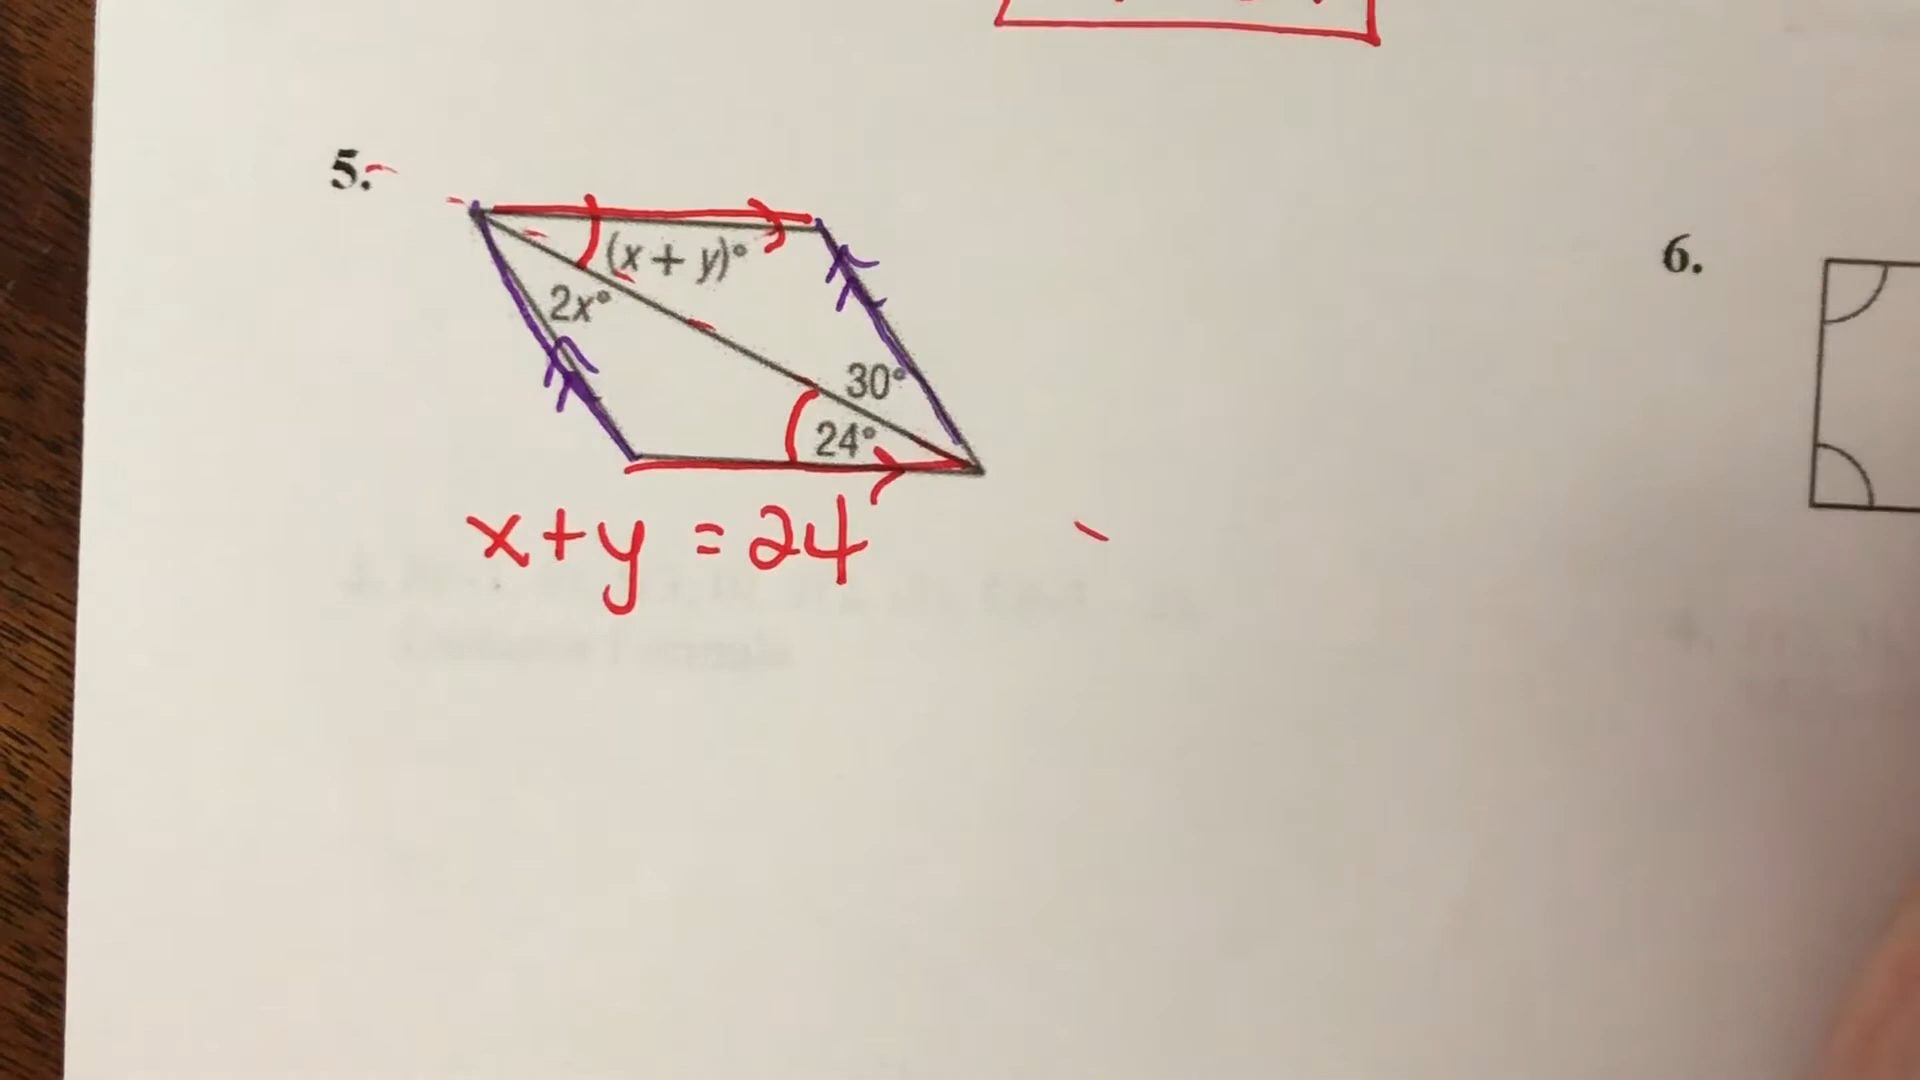 5.
(x + y)°
2x°
30°
24°
x+y = 24
6.